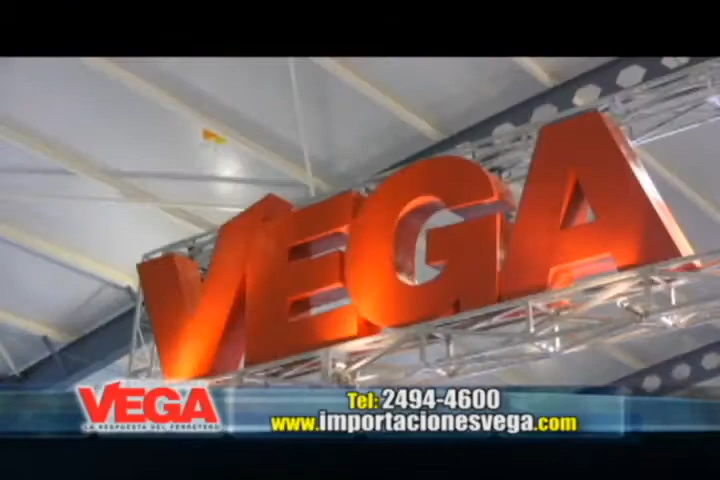 VEGA
VEGA
LA RESPUESTA DEL FERRETERO
Tel: 2494-4600
www.importacionesvega.com